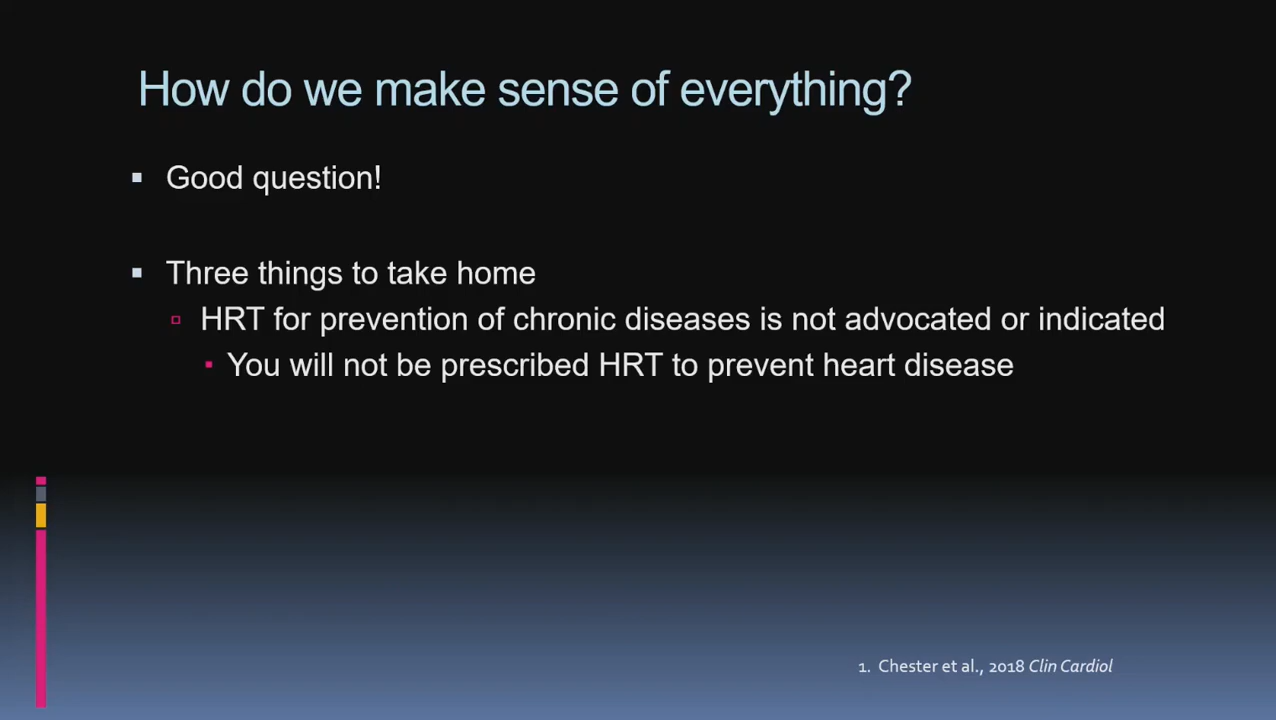 How do we make sense of everything?
Good question!
Three things to take home
HRT for prevention of chronic diseases is not advocated or indicated
You will not be prescribed HRT to prevent heart disease
1. Chester et al., 2018 Clin Cardiol